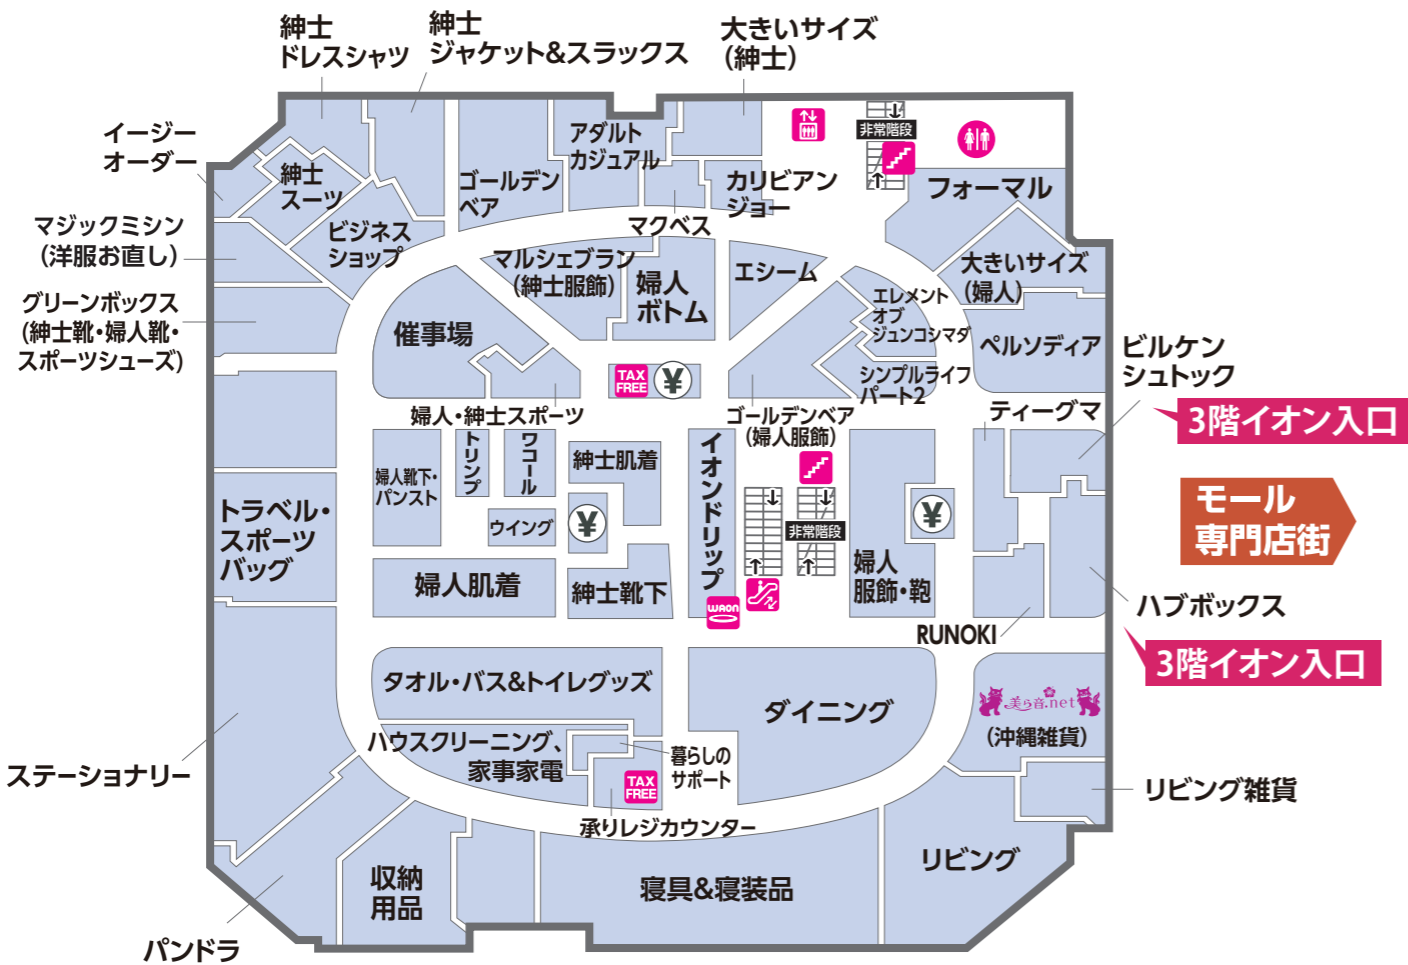 紳士
ドレスシャツ
紳士
ジャケット&スラックス
大きいサイズ
（紳士）
イージー
オーダー
紳士
スーツ
ゴールデン
ベア
アダルト
カジュアル
マクベス
カリビアン
ジョー
非常階段
フォーマル
マジックミシン
（洋服お直し）
ビジネス
ショップ
マルシェブラン
（紳士服飾）
婦人
ボトム
エシーム
大きいサイズ
（婦人）
グリーンボックス
（紳士靴・婦人靴・
スポーツシューズ）
催事場
エレメント
オブ
ジュンコシマダ
ペルソディア
シンプルライフ
パート2
TAX
FREE
¥
婦人・紳士スポーツ
ゴールデンベア
（婦人服飾）
ティーグマ
ビルケン
シュトック
3階イオン入口
婦人靴下・
パンスト
トリンプ
ワコール
紳士肌着
イオンドリップ
ウイング
¥
非常階段
¥
モール
専門店街
トラベル・
スポーツ
バッグ
婦人肌着
紳士靴下
WAON
婦人
服飾・鞄
RUNOKI
ハブボックス
3階イオン入口
タオル・バス&トイレグッズ
ダイニング
美ら音.net
（沖縄雑貨）
ハウスクリーニング、
家事家電
暮らしの
サポート
TAX
FREE
承りレジカウンター
ステーショナリー
リビング雑貨
収納
用品
寝具&寝装品
リビング
パンドラ